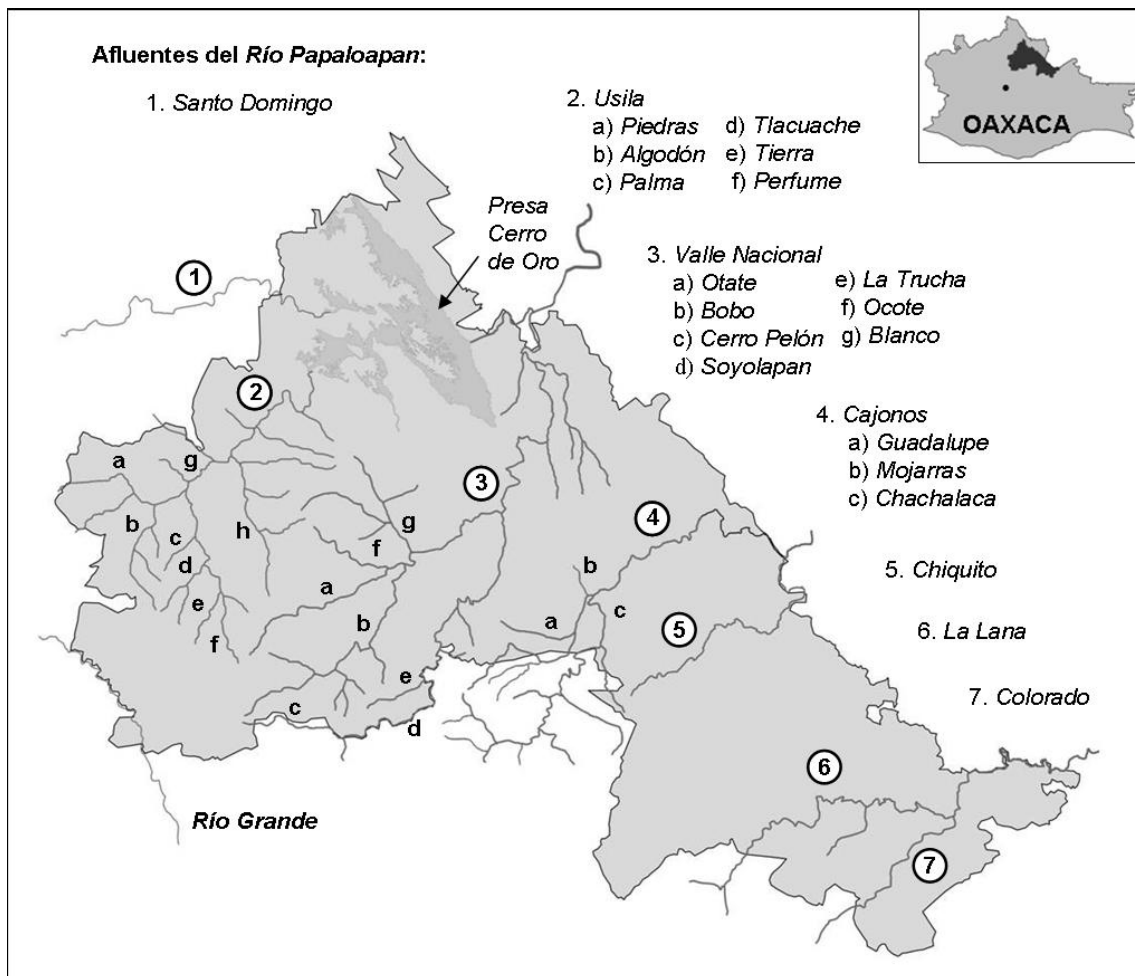 Afluentes del Río Papaloapan:
1. Santo Domingo
2. Usila
a) Piedras d) Tlacuache
b) Algodón e) Tierra
c) Palma f) Perfume
OAXACA
Presa
Cerro
de Oro
3. Valle Nacional
a) Otate e) La Trucha
b) Bobo f) Ocote
c) Cerro Pelón g) Blanco
d) Soyolapan
4. Cajonos
a) Guadalupe
b) Mojarras
c) Chachalaca
5. Chiquito
6. La Lana
7. Colorado
1
2
3
4
5
6
7
a
g
b
c
d
e
f
h
g
f
a
b
e
c
d
b
a
c
Río Grande